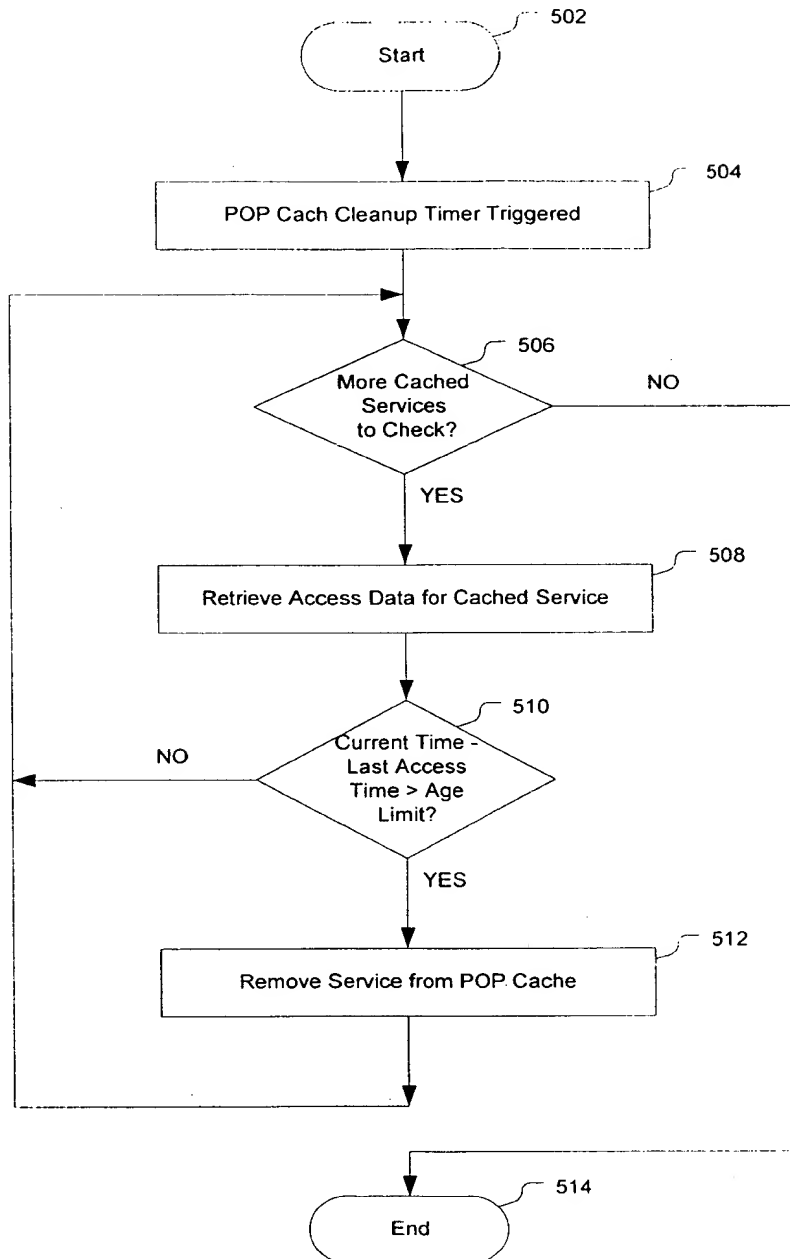 502
Start
504
POP Cach Cleanup Timer Triggered
506
More Cached
Services
to Check?
NO
YES
508
Retrieve Access Data for Cached Service
510
Current Time -
Last Access
Time > Age
Limit?
NO
YES
512
Remove Service from POP Cache
514
End